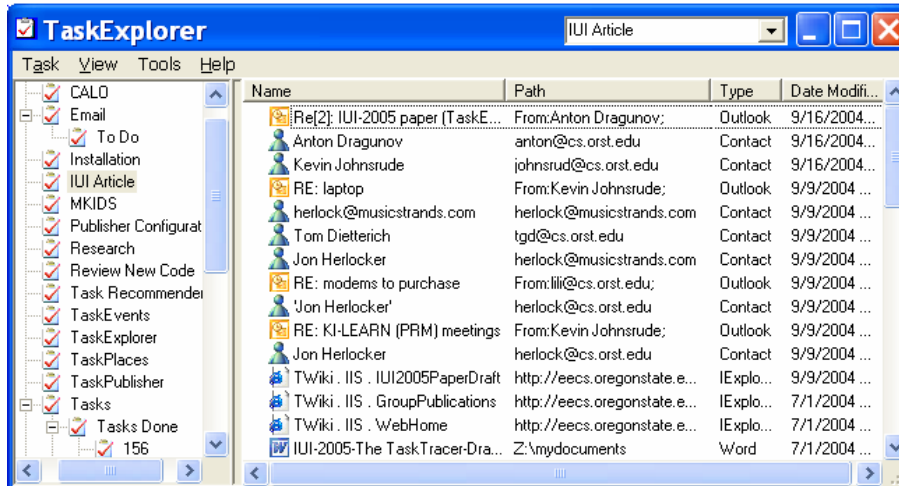 TaskExplorer IUI Article
Task View Tools Help
CALO
Email
To Do
Installation
IUI Article
MKIDS
Publisher Configurat
Research
Review New Code
Task Recommender
TaskEvents
TaskExplorer
TaskPlaces
TaskPublisher
Tasks
Tasks Done
156
Name Path Type Date Modifi...
Re[2]: IUI-2005 paper (TaskE... From:Anton Dragunov; Outlook 9/16/2004...
Anton Dragunov anton@cs.orst.edu Contact 9/16/2004...
Kevin Johnsrude johnsrud@cs.orst.edu Contact 9/16/2004...
RE: laptop From:Kevin Johnsrude; Outlook 9/9/2004 ...
herlock@musicstrands.com herlock@musicstrands.com Contact 9/9/2004 ...
Tom Dietterich tgd@cs.orst.edu Contact 9/9/2004 ...
Jon Herlocker herlock@musicstrands.com Contact 9/9/2004 ...
RE: modems to purchase From:lili@cs.orst.edu; Outlook 9/9/2004 ...
'Jon Herlocker' herlock@cs.orst.edu Contact 9/9/2004 ...
RE: KI-LEARN (PRM) meetings From:Kevin Johnsrude; Outlook 9/9/2004 ...
Jon Herlocker herlock@cs.orst.edu Contact 9/9/2004 ...
TWiki . IIS . IUI2005PaperDraft http://eecs.oregonstate.e... IExplo... 9/9/2004 ...
TWiki . IIS . GroupPublications http://eecs.oregonstate.e... IExplo... 7/1/2004 ...
TWiki . IIS . WebHome http://eecs.oregonstate.e... IExplo... 7/1/2004 ...
IUI-2005-The TaskTracer-Dra... Z:\mydocuments Word 7/1/2004 ...